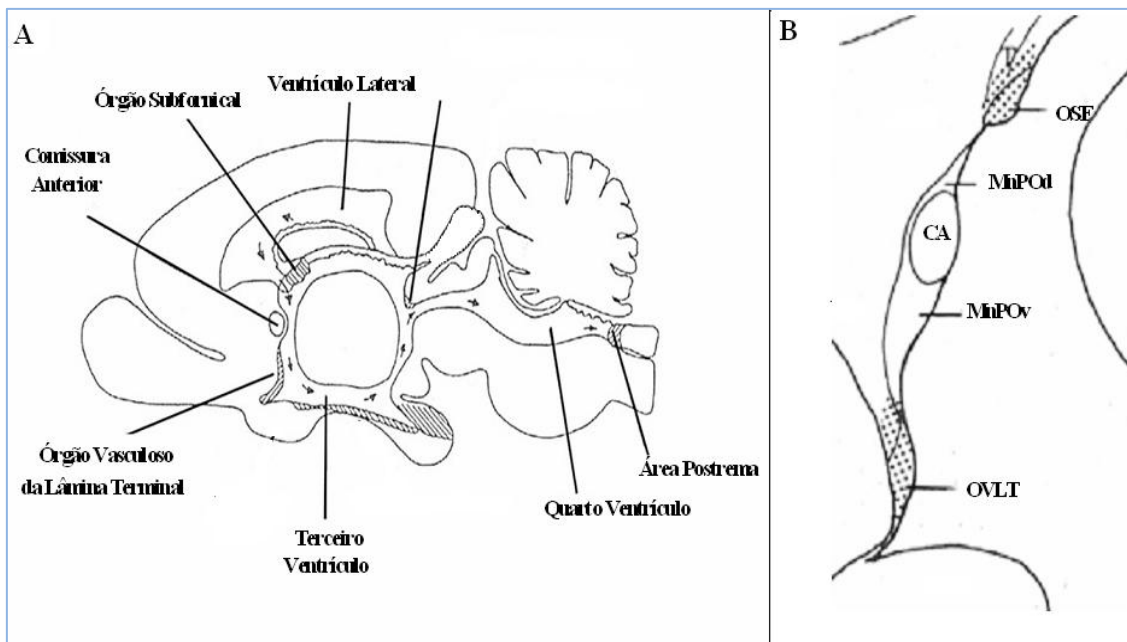 A
Ventrículo Lateral
Órgão Subfornical
Comissura
Anterior
Órgão Vasculoso
da Lâmina Terminal
Terceiro
Ventrículo
Quarto Ventrículo
Área Postrema
B
OSF
MnPOd
CA
MnPOv
OVLT